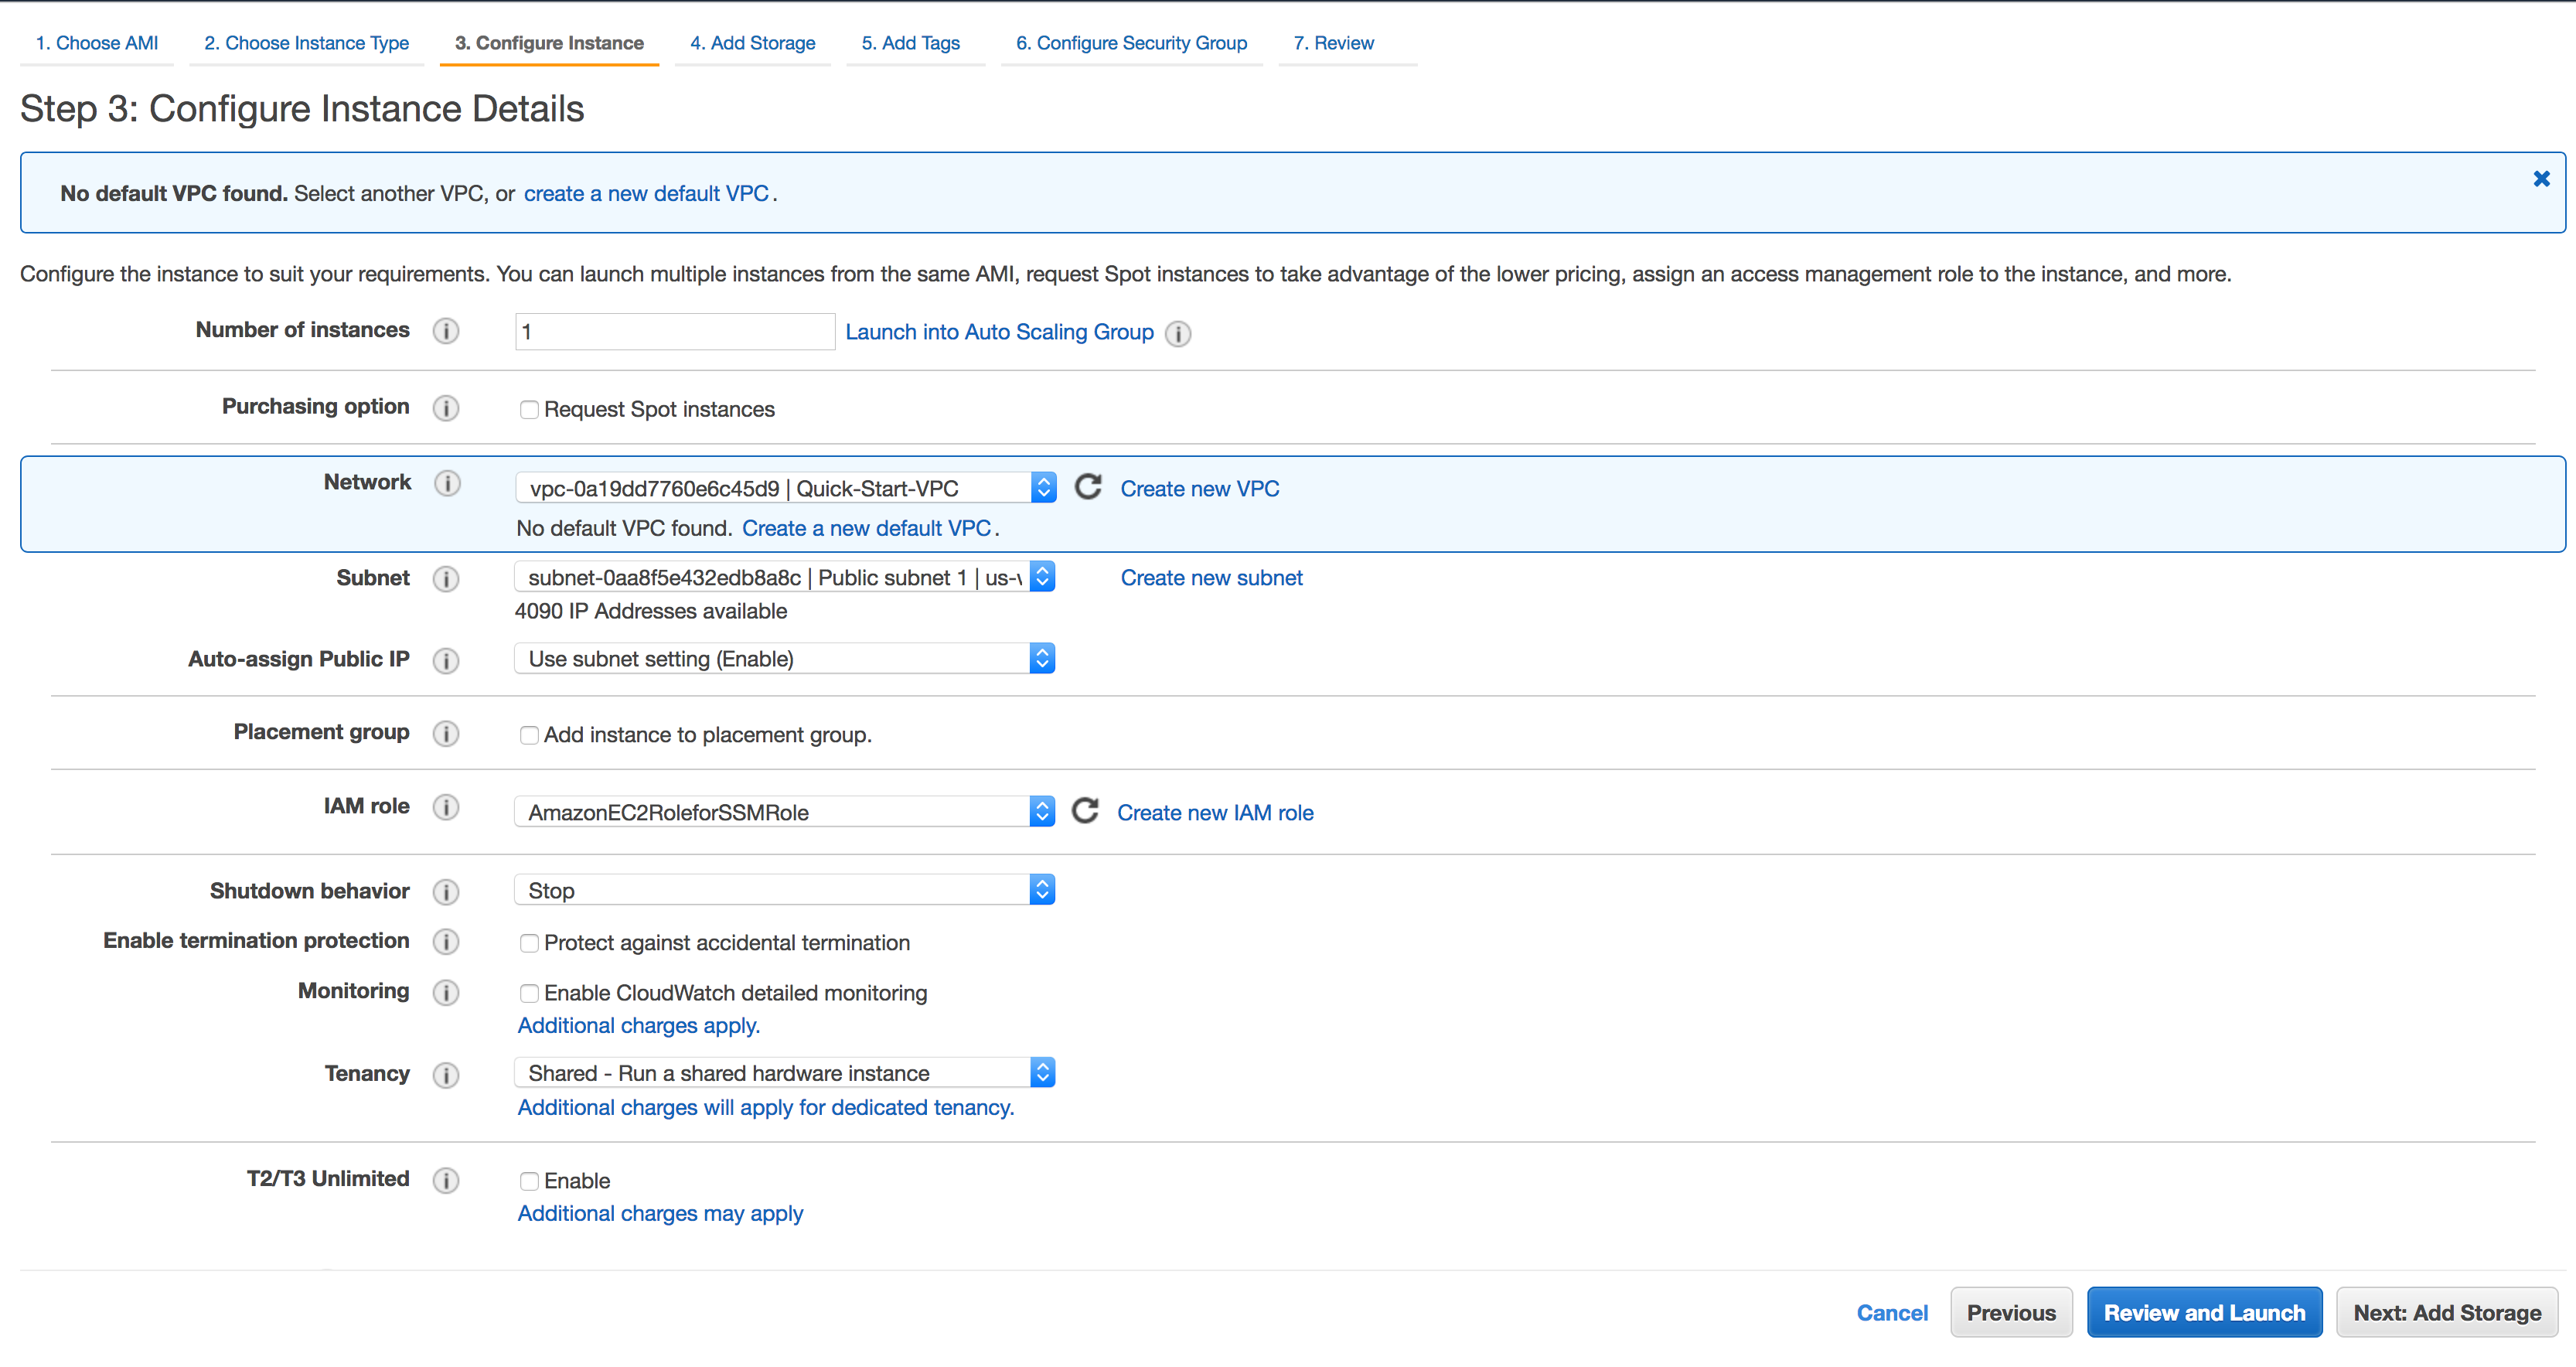 1. Choose AMI 2. Choose Instance Type 3. Configure Instance 4. Add Storage 5. Add Tags 6. Configure Security Group 7. Review
Step 3: Configure Instance Details
No default VPC found. Select another VPC, or create a new default VPC.
Configure the instance to suit your requirements. You can launch multiple instances from the same AMI, request Spot instances to take advantage of the lower pricing, assign an access management role to the instance, and more.
Number of instances 1 Launch into Auto Scaling Group
Purchasing option Request Spot instances
Network vpc-0a19dd7760e6c45d9 | Quick-Start-VPC Create new VPC
No default VPC found. Create a new default VPC.
Subnet subnet-0aa8f5e432edb8a8c | Public subnet 1 | us- Create new subnet
4090 IP Addresses available
Auto-assign Public IP Use subnet setting (Enable)
Placement group Add instance to placement group.
IAM role AmazonEC2RoleforSSMRole Create new IAM role
Shutdown behavior Stop
Enable termination protection Protect against accidental termination
Monitoring Enable CloudWatch detailed monitoring
Additional charges apply.
Tenancy Shared - Run a shared hardware instance
Additional charges will apply for dedicated tenancy.
T2/T3 Unlimited Enable
Additional charges may apply
Cancel Previous Review and Launch Next: Add Storage